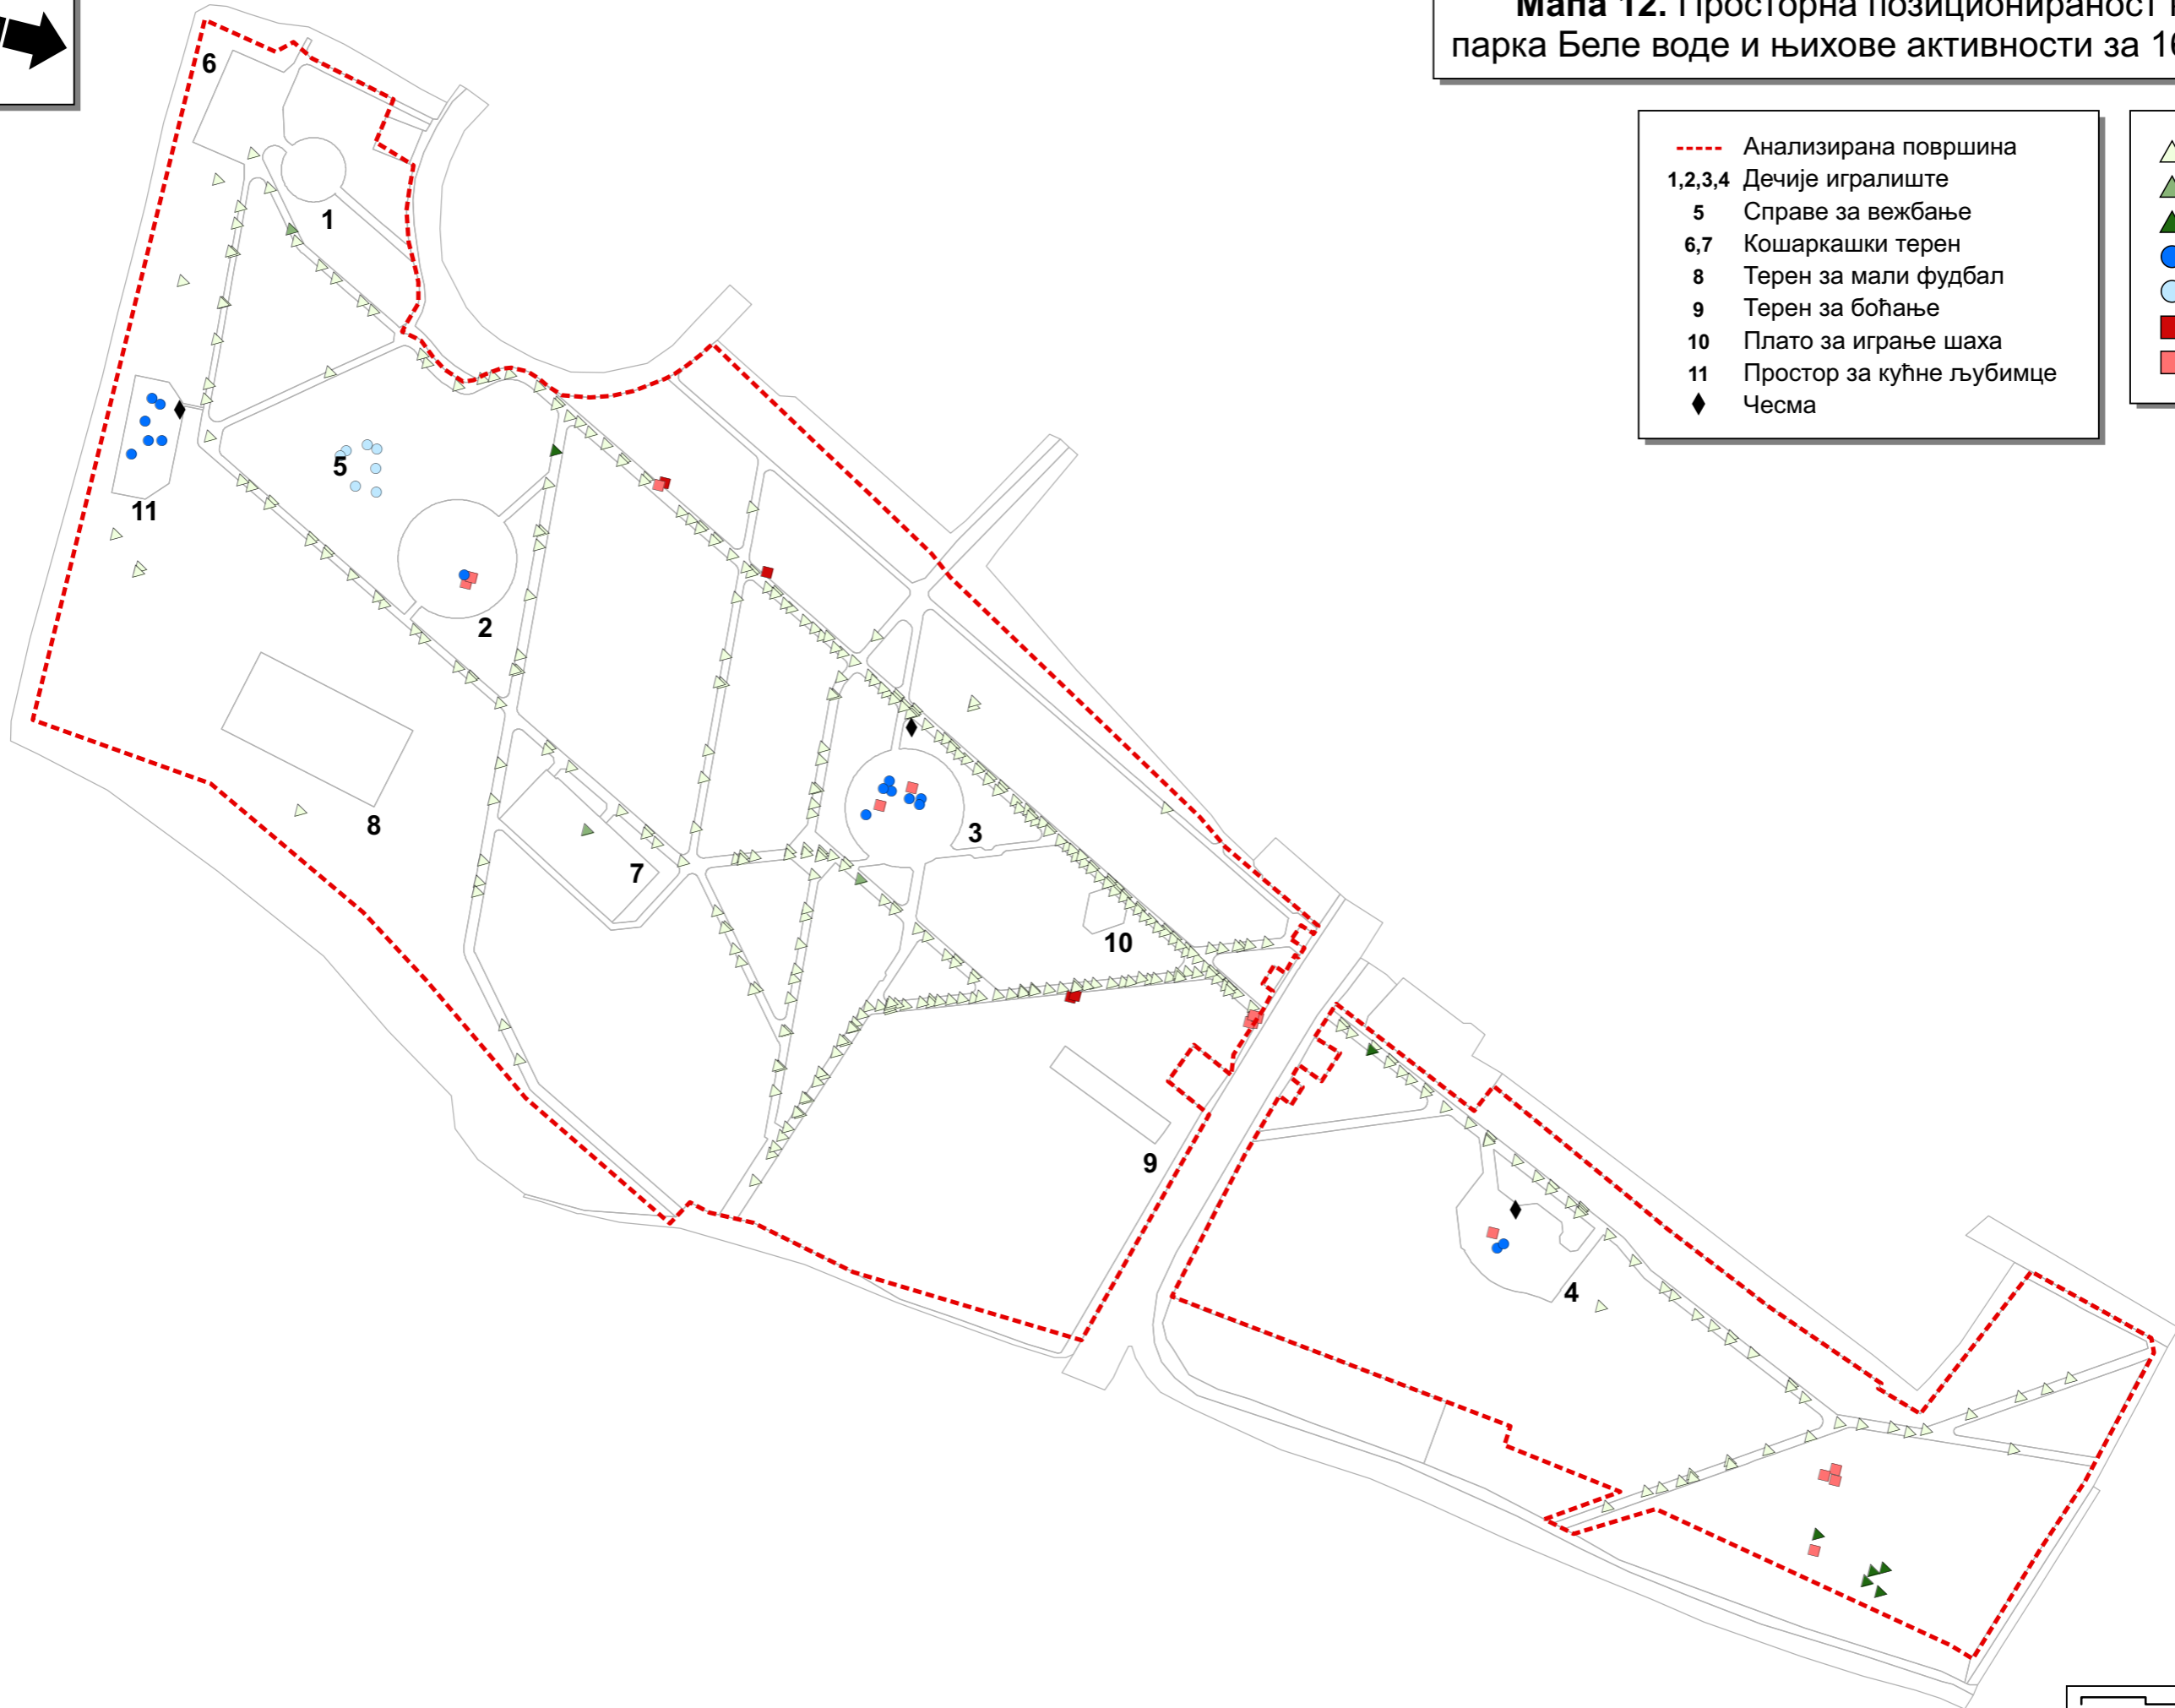 Мапа 12. Просторна позиционираност
парка Беле воде и њихове активности за
Анализирана површина
1,2,3,4 Дечије игралиште
5 Справе за вежбање
6,7 Кошаркашки терен
8 Терен за мали фудбал
9 Терен за боћање
10 Плато за играње шаха
11 Простор за кућне љубимце
Чесма
6
1
5
11
2
8
7
3
10
9
4